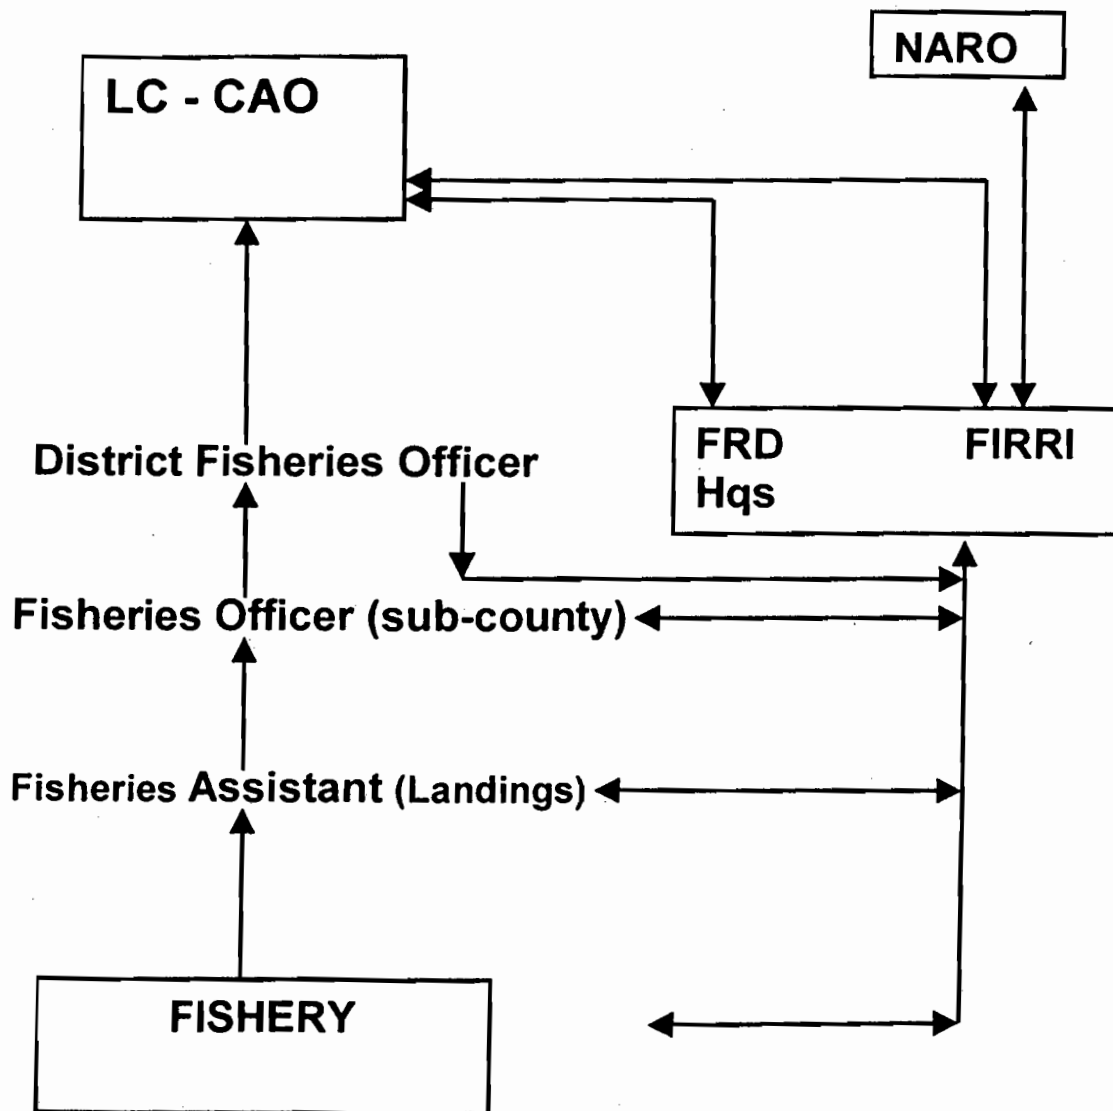 NARO
LC - CAO
FRD FIRRI
Hqs
District Fisheries Officer
Fisheries Officer (sub-county)
Fisheries Assistant (Landings)
FISHERY